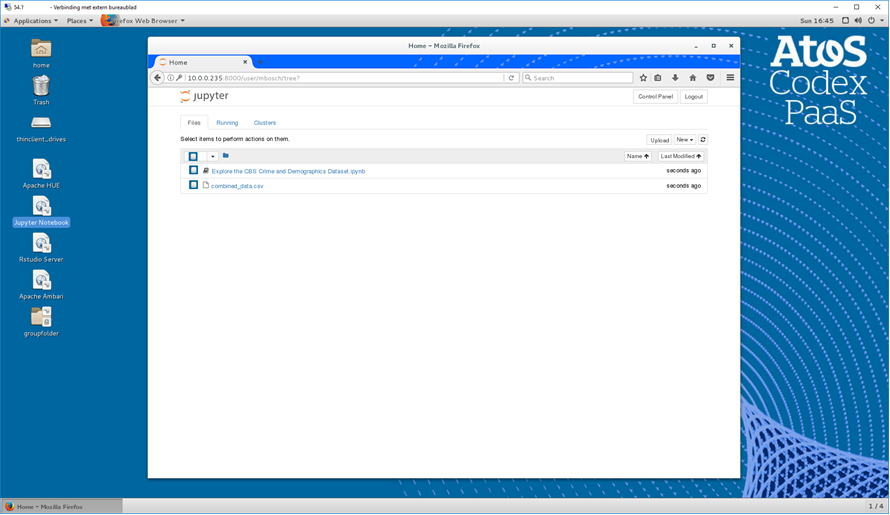 54.1 - Verbinding met extern bureaublad
Applications Places Firefox Web Browser Sun 16:45
home
Trash
thinclient_drives
Apache HUE
Jupyter Notebook
Rstudio Server
Apache Ambari
groupfolder
Home – Mozilla Firefox
Home
10.0.0.235:8000/user/mbosch/tree? Search
jupyter Control Panel Logout
Files Running Clusters
Select items to perform actions on them. Upload New
Name Last Modified
Explore the CBS Crime and Demographics Dataset.ipynb seconds ago
combined_data.csv seconds ago
Atos
Codex
PaaS
Home – Mozilla Firefox 1 / 4